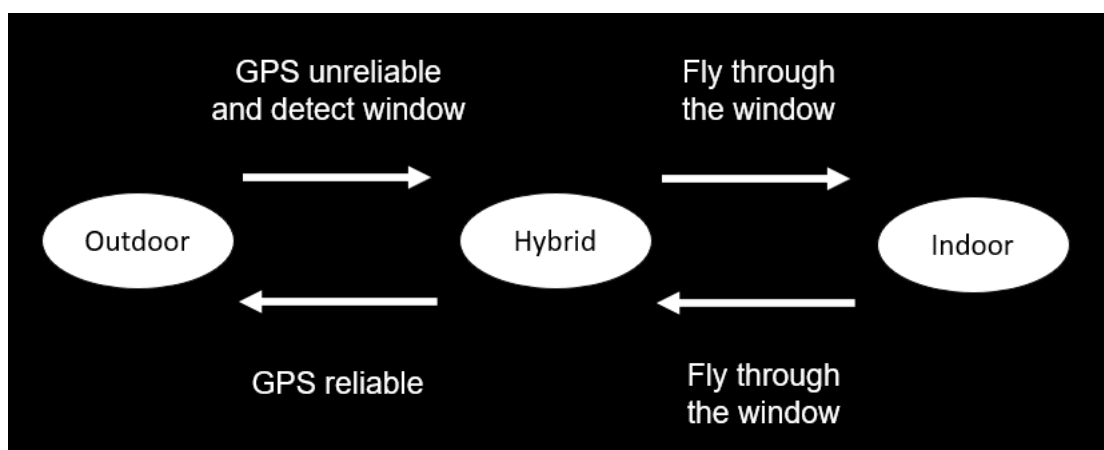 GPS unreliable
and detect window
Fly through
the window
Outdoor
Hybrid
Indoor
GPS reliable
Fly through
the window